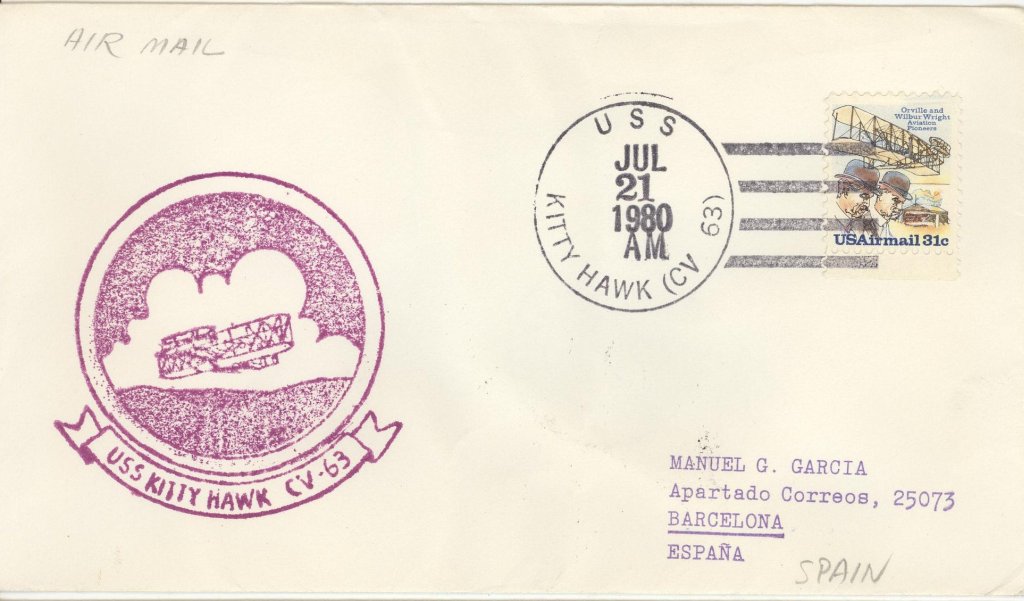 AIR MAIL
USS
KITTY HAWK (CV 63)
JUL
21
1980
AM
Orville and
Wilbur Wright
Aviation
Pioneers
USAirmail 31c
USS KITTY HAWK CV-63
MANUEL G. GARCIA
Apartado Correos, 25073
BARCELONA
ESPAÑA
SPAIN